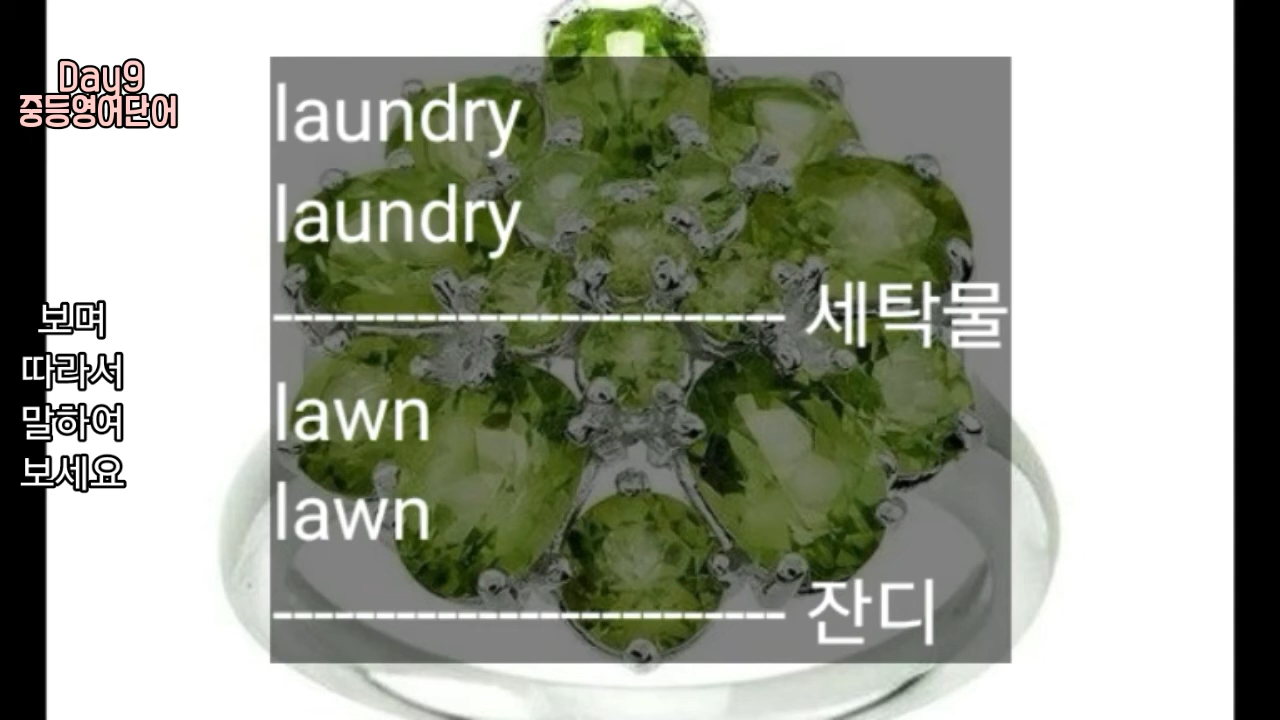 Day9
중등영어단어
보며
따라서
말하여
보세요
laundry
laundry
------------------------- 세탁물
lawn
lawn
------------------------- 잔디